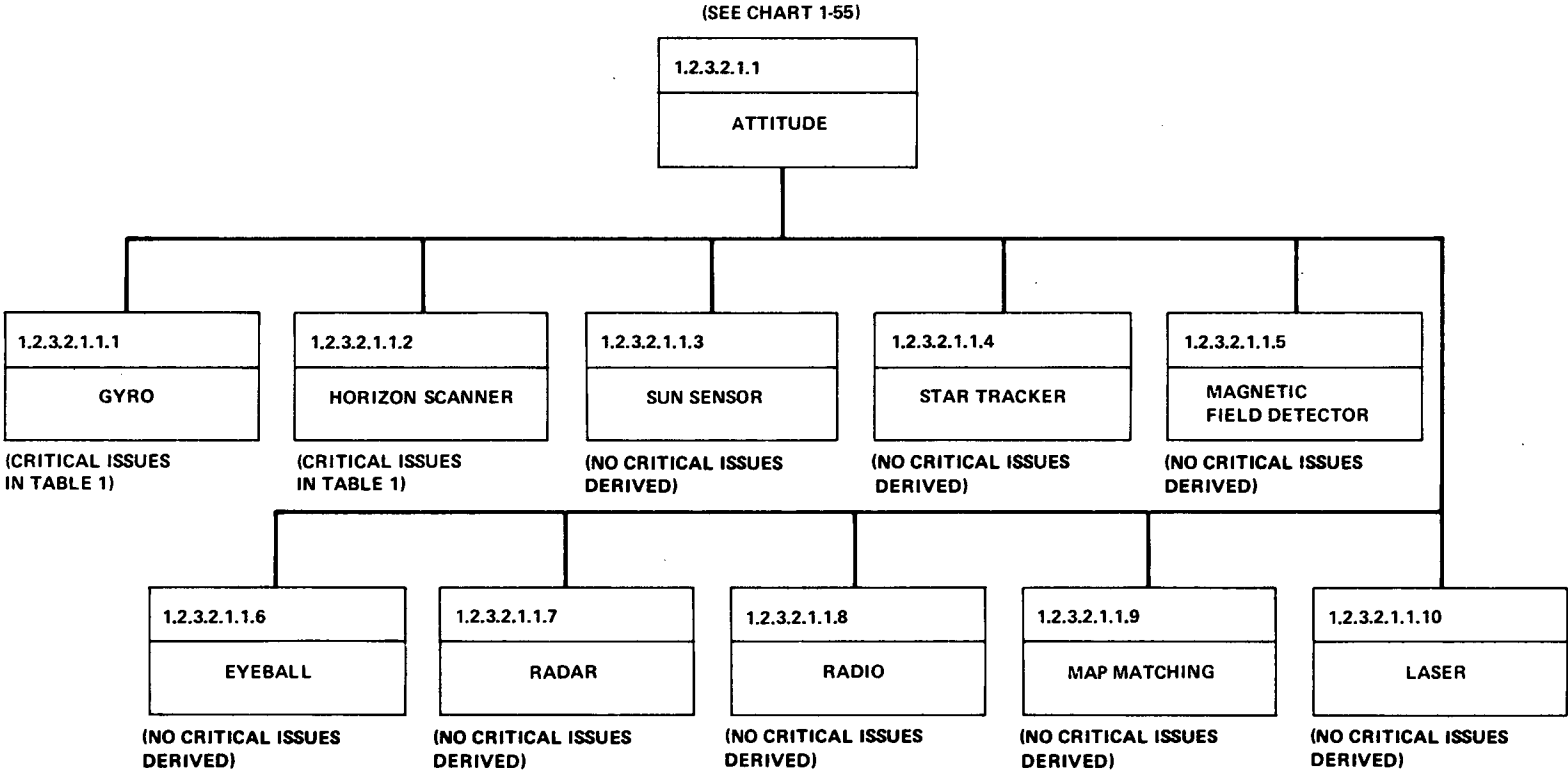 (SEE CHART 1-55)
1.2.3.2.1.1
ATTITUDE
1.2.3.2.1.1.1
GYRO
(CRITICAL ISSUES
IN TABLE 1)
1.2.3.2.1.1.2
HORIZON SCANNER
(CRITICAL ISSUES
IN TABLE 1)
1.2.3.2.1.1.3
SUN SENSOR
(NO CRITICAL ISSUES
DERIVED)
1.2.3.2.1.1.4
STAR TRACKER
(NO CRITICAL ISSUES
DERIVED)
1.2.3.2.1.1.5
MAGNETIC
FIELD DETECTOR
(NO CRITICAL ISSUES
DERIVED)
1.2.3.2.1.1.6
EYEBALL
(NO CRITICAL ISSUES
DERIVED)
1.2.3.2.1.1.7
RADAR
(NO CRITICAL ISSUES
DERIVED)
1.2.3.2.1.1.8
RADIO
(NO CRITICAL ISSUES
DERIVED)
1.2.3.2.1.1.9
MAP MATCHING
(NO CRITICAL ISSUES
DERIVED)
1.2.3.2.1.1.10
LASER
(NO CRITICAL ISSUES
DERIVED)